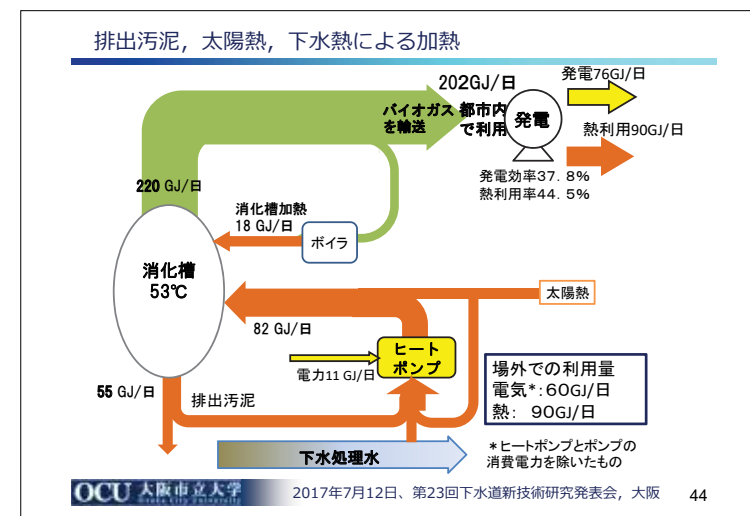 排出汚泥，太陽熱，下水熱による加熱
202GJ/日
発電76GJ/日
バイオガス
を輸送
都市内
で利用
発電
熱利用90GJ/日
発電効率37．8%
熱利用率44．5%
220 GJ/日
消化槽加熱
18 GJ/日
ボイラ
消化槽
53℃
太陽熱
82 GJ/日
ヒート
ポンプ
電力11 GJ/日
55 GJ/日
排出汚泥
場外での利用量
電気*：60GJ/日
熱： 90GJ/日
下水処理水
*ヒートポンプとポンプの
消費電力を除いたもの
OCU 大阪市立大学
2017年7月12日、第23回下水道新技術研究発表会，大阪
44